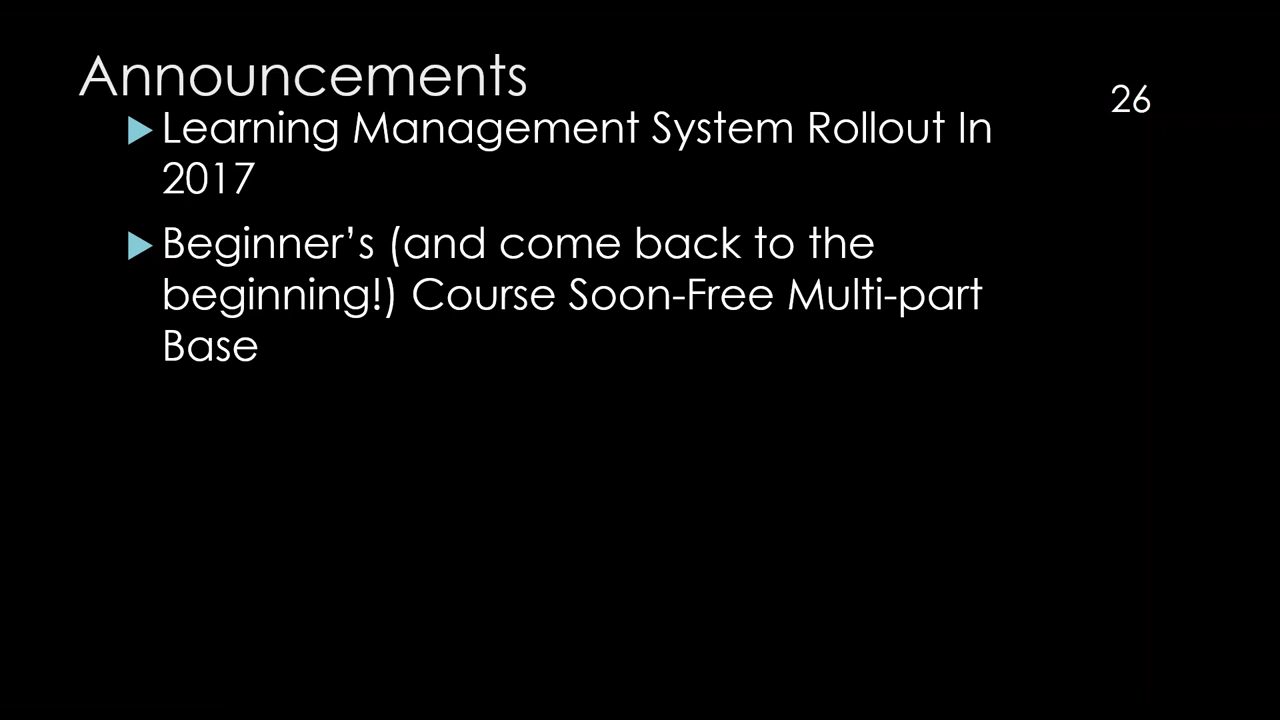 Announcements
26
Learning Management System Rollout In
2017
Beginner’s (and come back to the
beginning!) Course Soon-Free Multi-part
Base